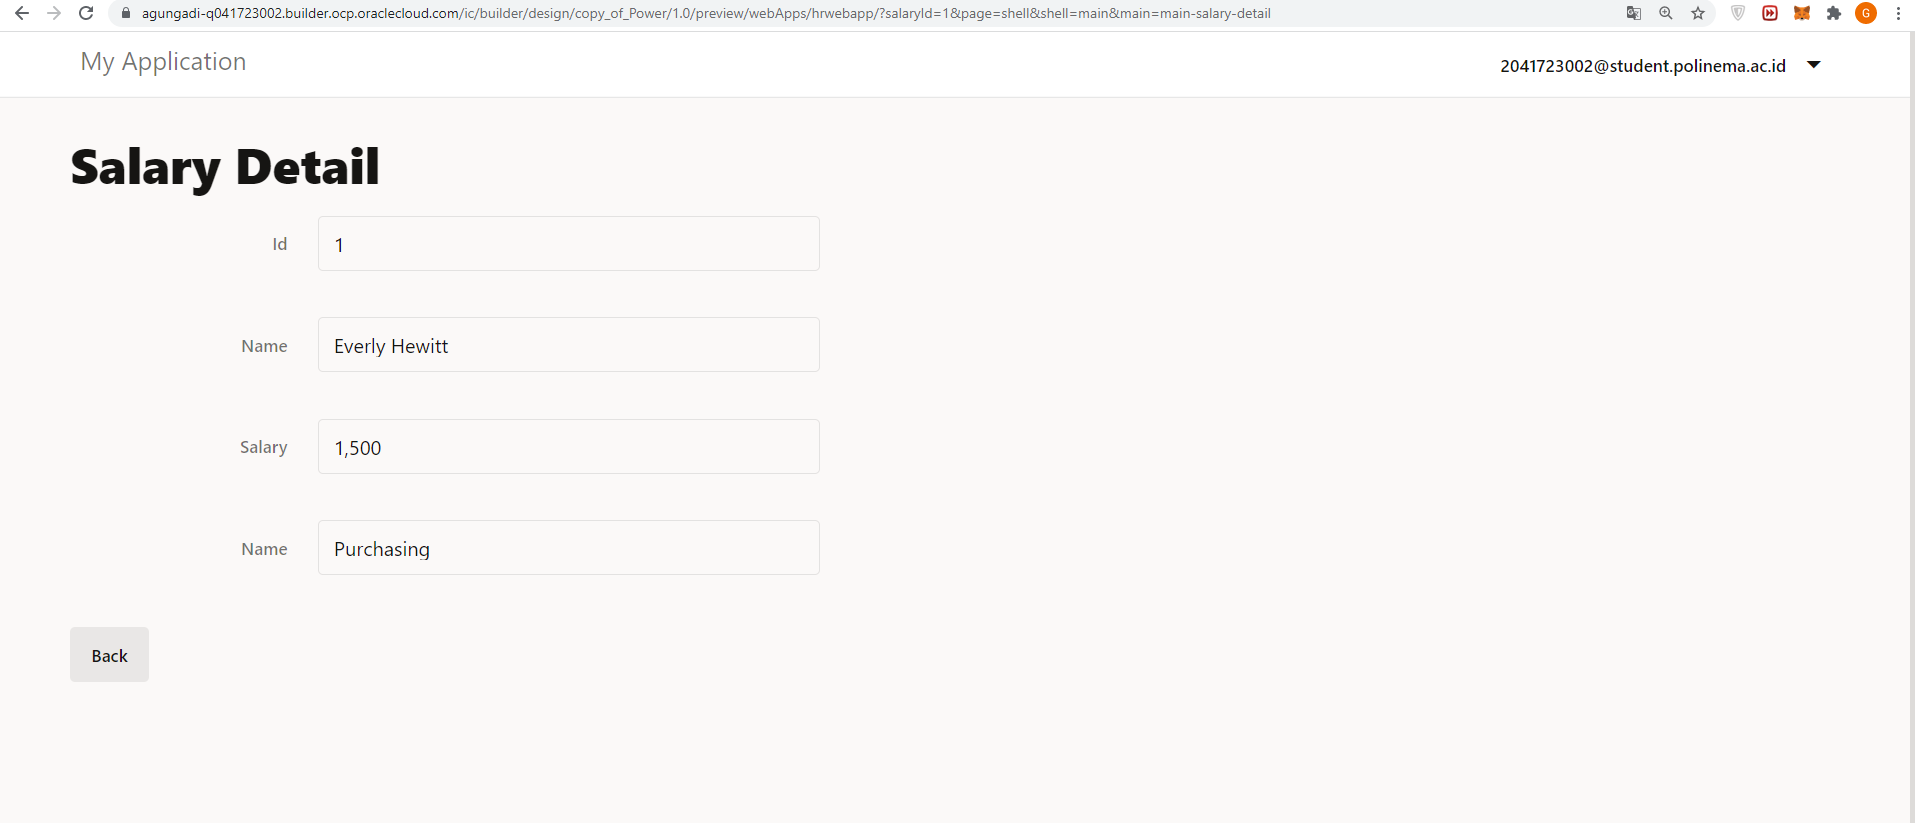 agungadi-q041723002.builder.ocp.oraclecloud.com/ic/builder/design/copy_of_Power/1.0/preview/webApps/hrwebapp/?salaryId=1&page=shell&shell=main&main=main-salary-detail
G
My Application
2041723002@student.polinema.ac.id
Salary Detail
Id 1
Name Everly Hewitt
Salary 1,500
Name Purchasing
Back